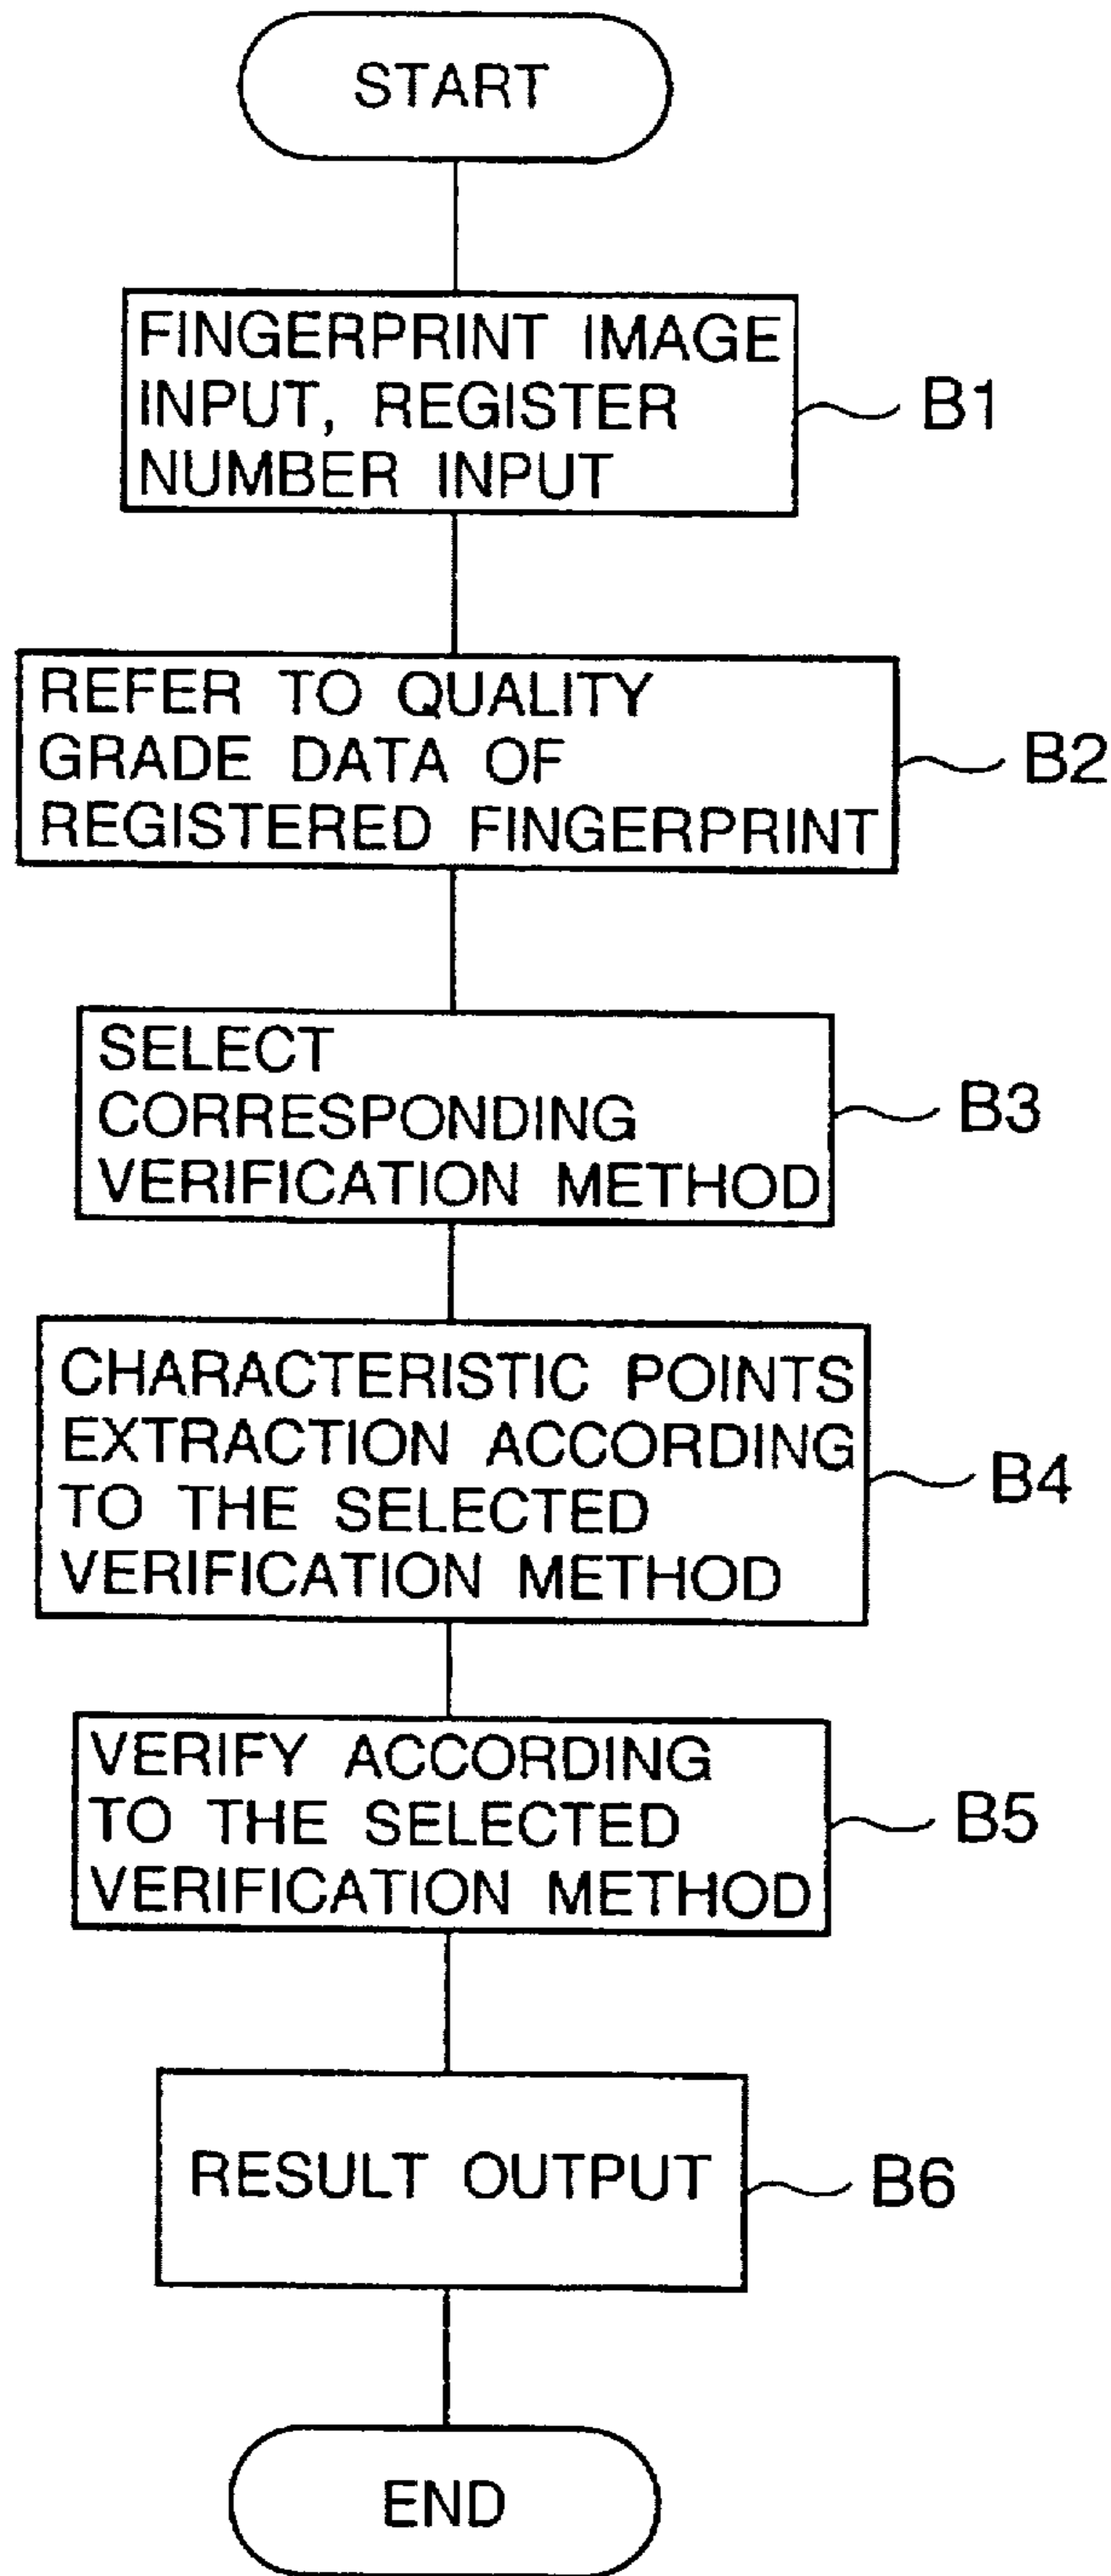 START
FINGERPRINT IMAGE
INPUT, REGISTER
NUMBER INPUT
B1
REFER TO QUALITY
GRADE DATA OF
REGISTERED FINGERPRINT
B2
SELECT
CORRESPONDING
VERIFICATION METHOD
B3
CHARACTERISTIC POINTS
EXTRACTION ACCORDING
TO THE SELECTED
VERIFICATION METHOD
B4
VERIFY ACCORDING
TO THE SELECTED
VERIFICATION METHOD
B5
RESULT OUTPUT
B6
END